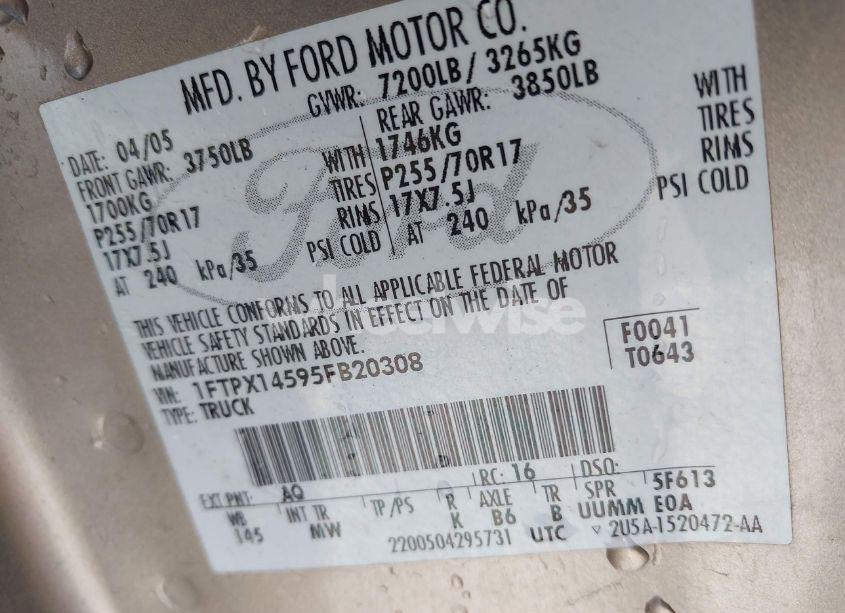 MFD. BY FORD MOTOR CO.
DATE: 04/05 GVWR: 7200LB / 3265KG
FRONT GAWR: 3750LB REAR GAWR: 3850LB
1700KG WITH 1746KG WITH
P255/70R17 TIRES P255/70R17 TIRES
17X7.5J RIMS 17X7.5J RIMS
AT 240 kPa/35 PSI COLD AT 240 kPa/35 PSI COLD
Ford
THIS VEHICLE CONFORMS TO ALL APPLICABLE FEDERAL MOTOR
VEHICLE SAFETY STANDARDS IN EFFECT ON THE DATE OF
MANUFACTURE SHOWN ABOVE.
VIN: 1FTPX14595FB20308
TYPE: TRUCK
F0041
T0643
EXT PNT: AQ RC: 16 DSO:
WB INT TR TP/PS R AXLE TR SPR 5F613
145 MW K B6 B UUMM E0A
2200504295731 UTC ▽ 2U5A-1520472-AA